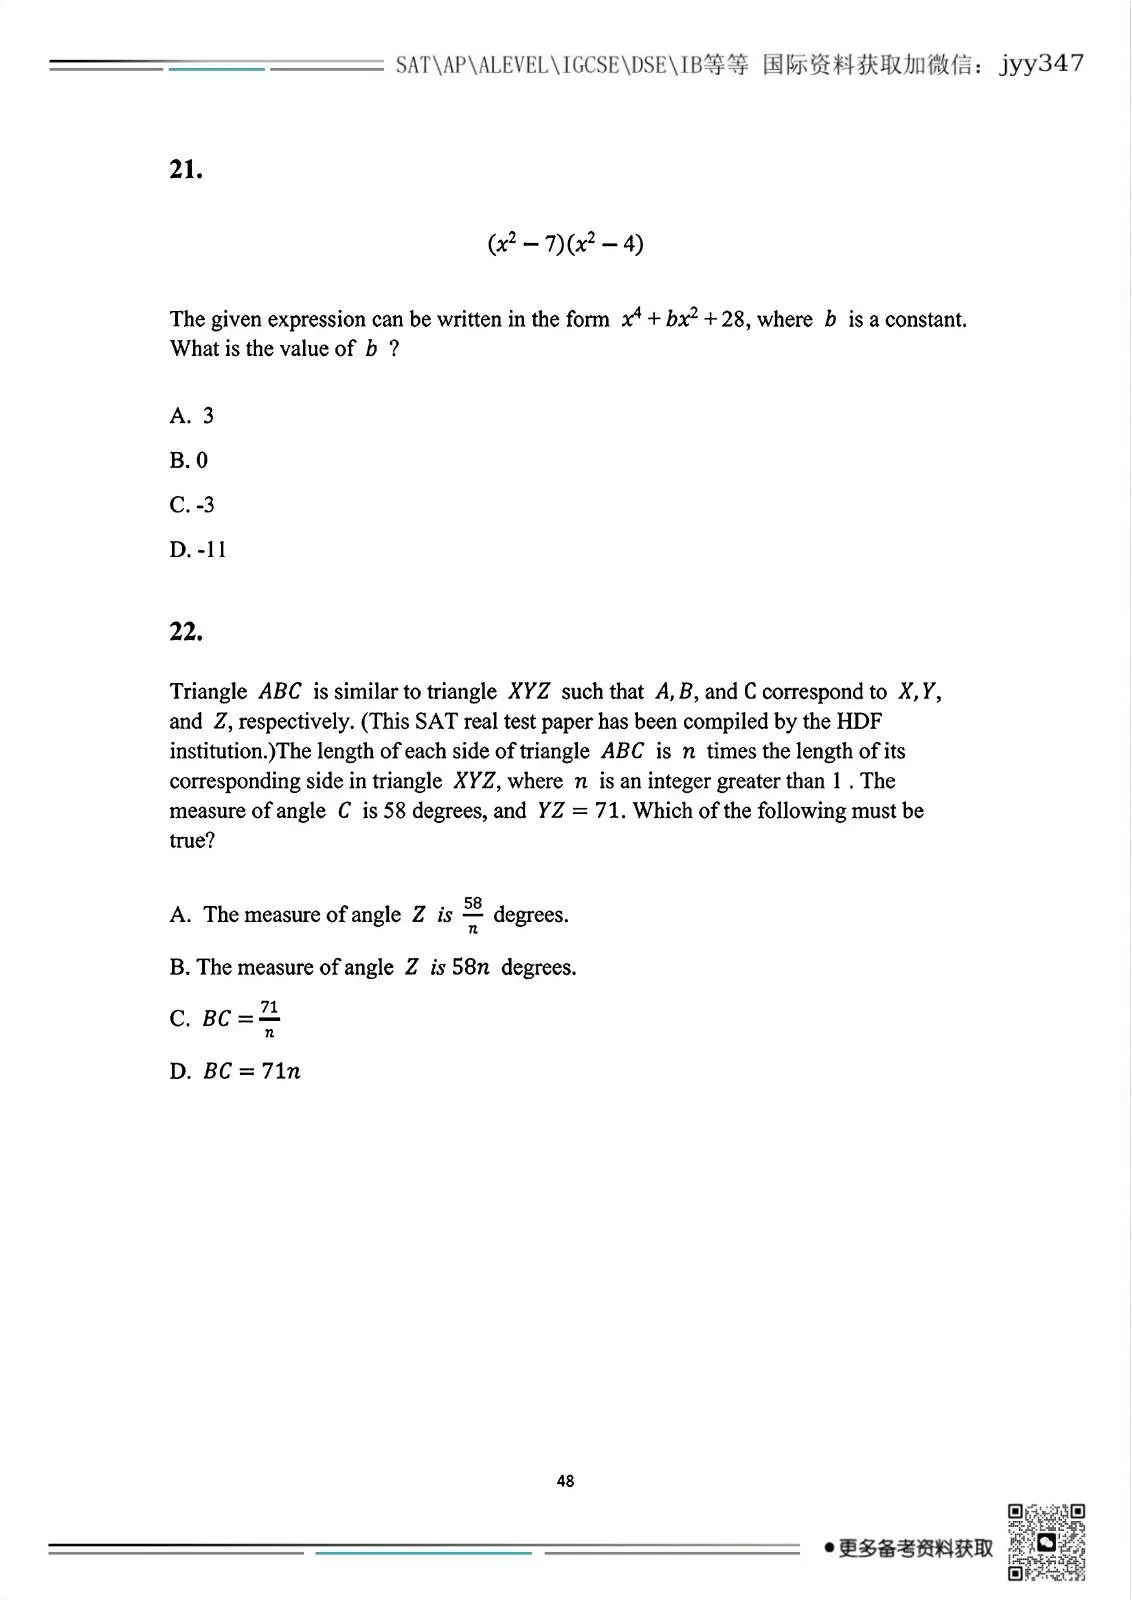 SAT\AP\ALEVEL\IGCSE\DSE\IB等等 国际资料获取加微信: jyy347
21.
(x² − 7)(x² − 4)
The given expression can be written in the form x⁴ + bx² + 28, where b is a constant.
What is the value of b ?
A. 3
B. 0
C. -3
D. -11
22.
Triangle ABC is similar to triangle XYZ such that A, B, and C correspond to X, Y,
and Z, respectively. (This SAT real test paper has been compiled by the HDF
institution.)The length of each side of triangle ABC is n times the length of its
corresponding side in triangle XYZ, where n is an integer greater than 1 . The
measure of angle C is 58 degrees, and YZ = 71. Which of the following must be
true?
A. The measure of angle Z is 58/n degrees.
B. The measure of angle Z is 58n degrees.
C. BC = 71/n
D. BC = 71n
48
•更多备考资料获取